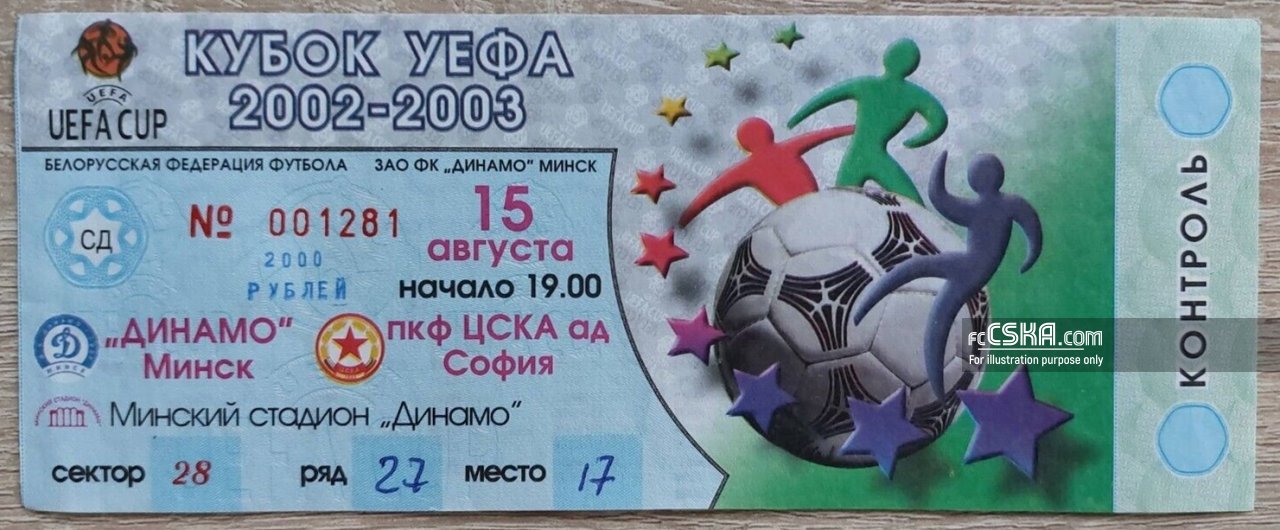 КУБОК УЕФА
2002-2003
UEFA
UEFA CUP
БЕЛОРУССКАЯ ФЕДЕРАЦИЯ ФУТБОЛА ЗАО ФК „ДИНАМО" МИНСК
СД
№ 001281
2000
РУБЛЕЙ
15
августа
начало 19.00
„ДИНАМО"
Минск
пкф ЦСКА ад
София
Минский стадион „Динамо"
сектор 28 ряд 27 место 17
КОНТРОЛЬ
fcCSKA.com
For illustration purpose only